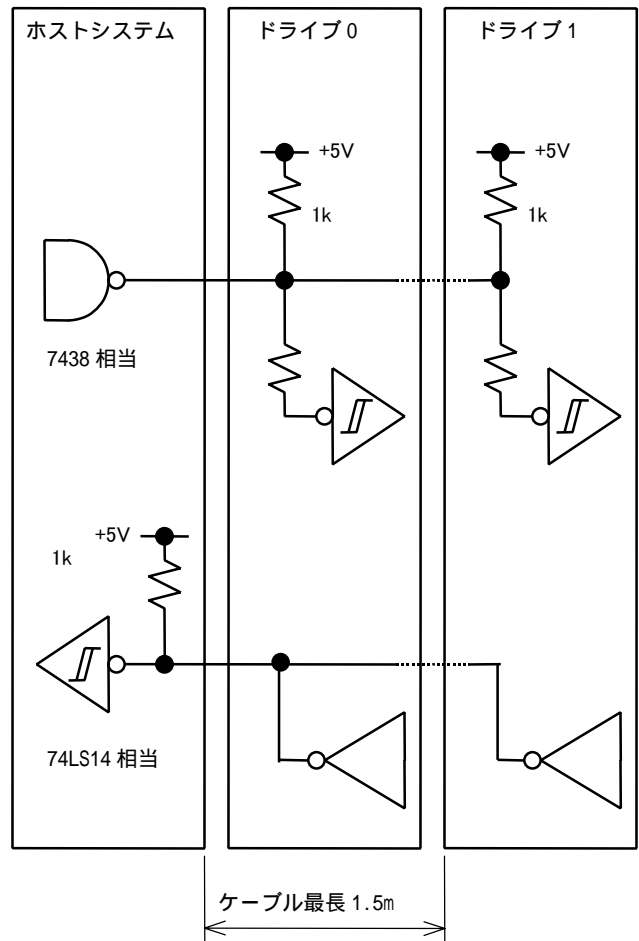 ホストシステム
ドライブ0
ドライブ1
+5V
1k
+5V
1k
7438 相当
+5V
1k
74LS14 相当
ケーブル最長 1.5m